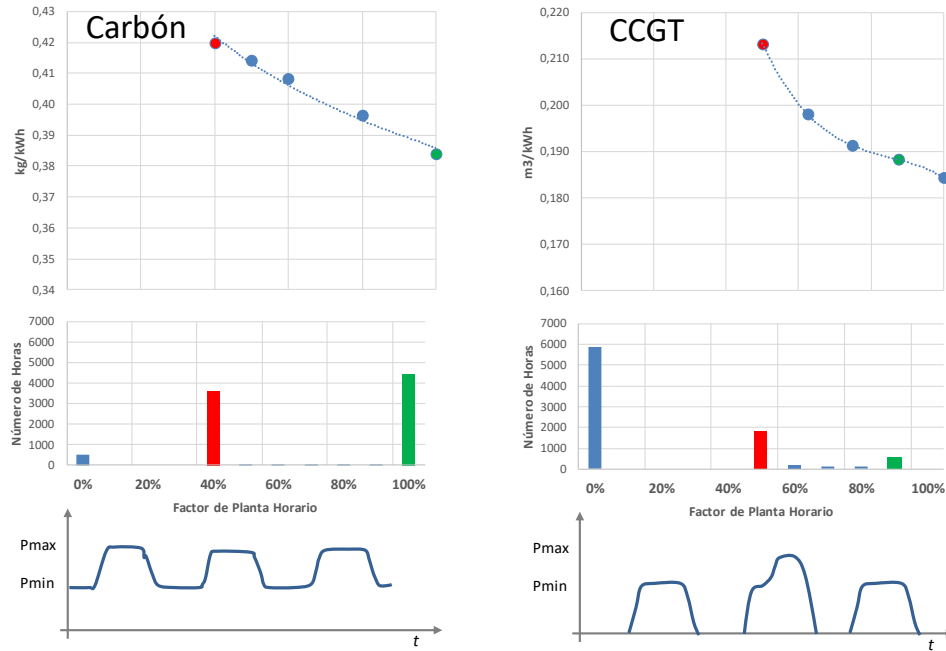 Carbón
kg/kWh
0,43
0,42
0,41
0,40
0,39
0,38
0,37
0,36
0,35
0,34
CCGT
m3/kWh
0,220
0,210
0,200
0,190
0,180
0,170
0,160
Número de Horas
7000
6000
5000
4000
3000
2000
1000
0
0% 20% 40% 60% 80% 100%
Factor de Planta Horario
Número de Horas
7000
6000
5000
4000
3000
2000
1000
0
0% 20% 40% 60% 80% 100%
Factor de Planta Horario
Pmax
Pmin
t
Pmax
Pmin
t